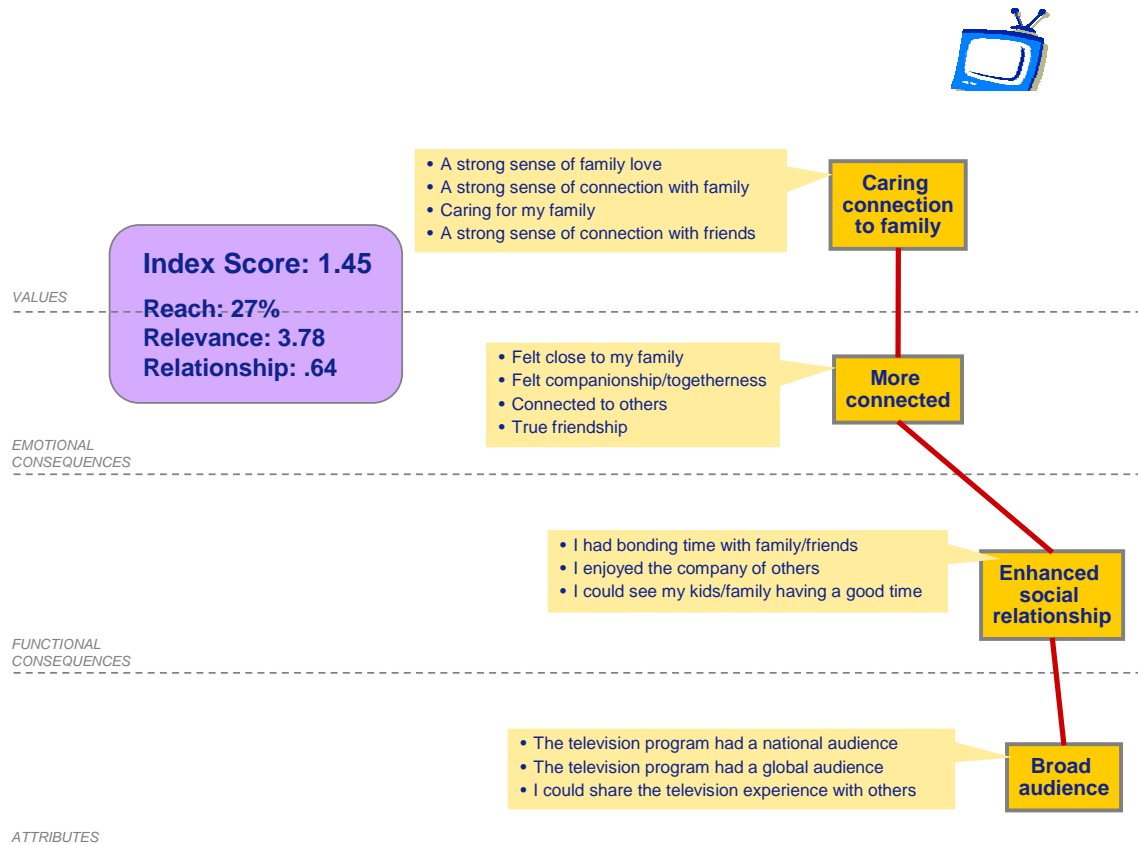 • A strong sense of family love
• A strong sense of connection with family
• Caring for my family
• A strong sense of connection with friends
Caring
connection
to family
Index Score: 1.45
Reach: 27%
Relevance: 3.78
Relationship: .64
VALUES
• Felt close to my family
• Felt companionship/togetherness
• Connected to others
• True friendship
More
connected
EMOTIONAL
CONSEQUENCES
• I had bonding time with family/friends
• I enjoyed the company of others
• I could see my kids/family having a good time
Enhanced
social
relationship
FUNCTIONAL
CONSEQUENCES
• The television program had a national audience
• The television program had a global audience
• I could share the television experience with others
Broad
audience
ATTRIBUTES